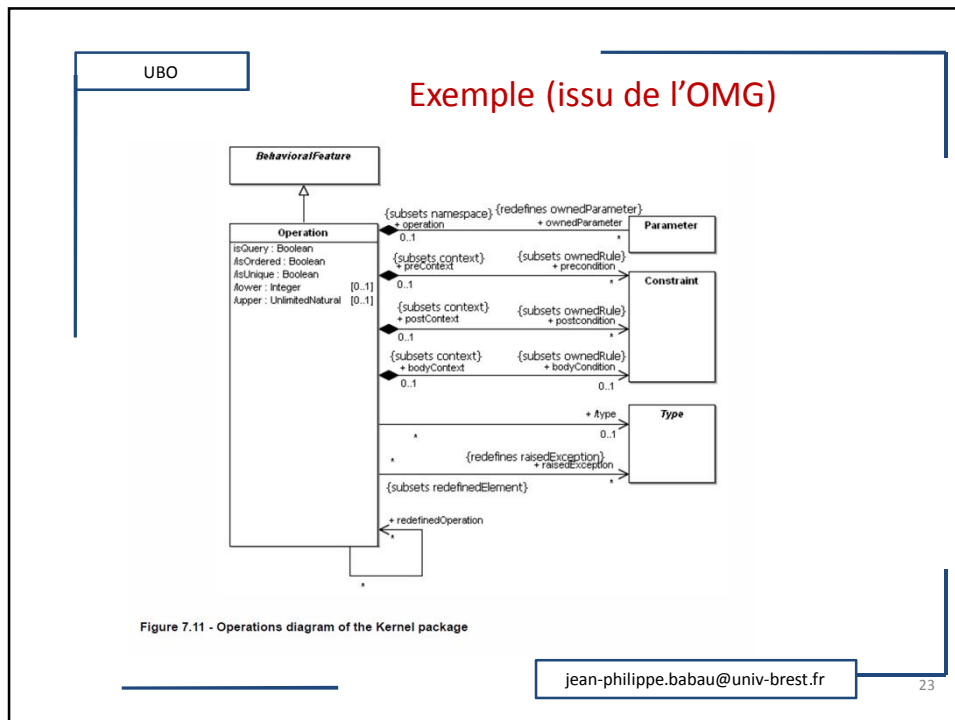 UBO
Exemple (issu de l’OMG)
BehavioralFeature
Operation
isQuery : Boolean
/isOrdered : Boolean
/isUnique : Boolean
/lower : Integer [0..1]
/upper : UnlimitedNatural [0..1]
{subsets namespace} {redefines ownedParameter}
+ operation + ownedParameter
0..1 *
Parameter
{subsets context} {subsets ownedRule}
+ preContext + precondition
0..1 *
Constraint
{subsets context} {subsets ownedRule}
+ postContext + postcondition
0..1 *
{subsets context} {subsets ownedRule}
+ bodyContext + bodyCondition
0..1 0..1
+ /type
* 0..1
Type
* {redefines raisedException}
+ raisedException
*
{subsets redefinedElement}
+ redefinedOperation
*
*
Figure 7.11 - Operations diagram of the Kernel package
jean-philippe.babau@univ-brest.fr
23